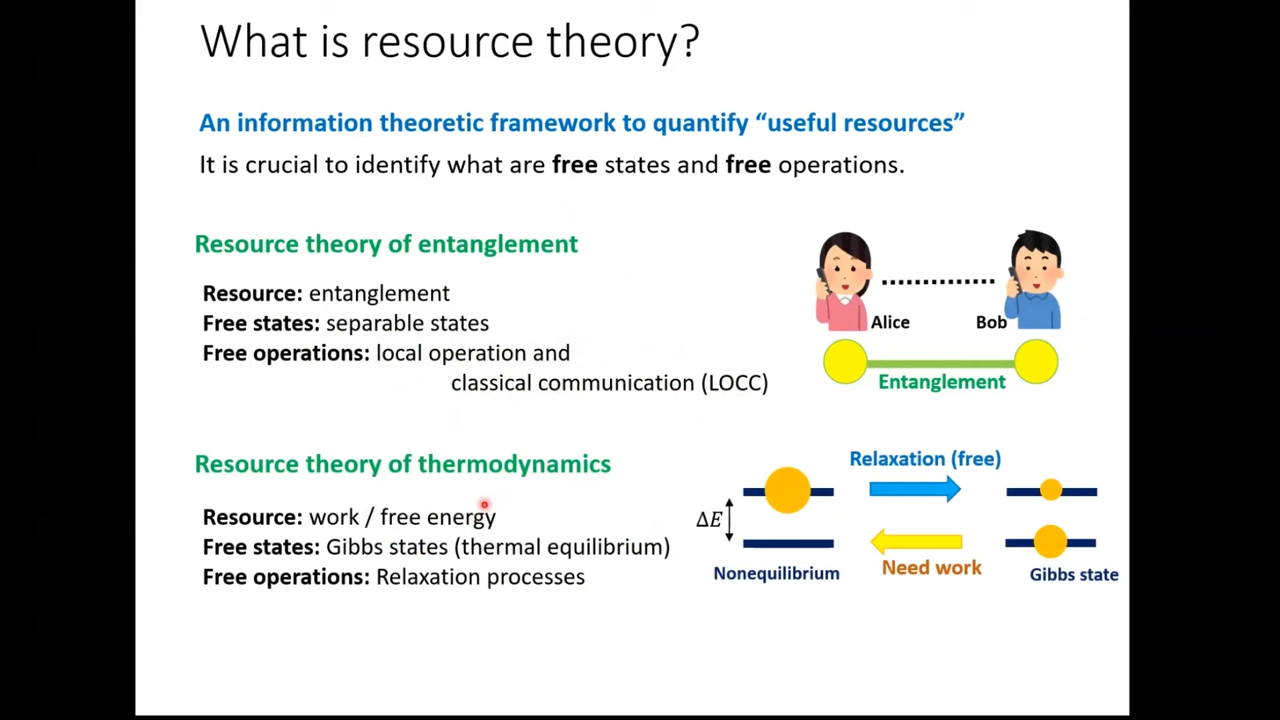 What is resource theory?
An information theoretic framework to quantify “useful resources”
It is crucial to identify what are free states and free operations.
Resource theory of entanglement
Resource: entanglement
Free states: separable states
Free operations: local operation and
classical communication (LOCC)
Alice
Bob
Entanglement
Resource theory of thermodynamics
Resource: work / free energy
Free states: Gibbs states (thermal equilibrium)
Free operations: Relaxation processes
Relaxation (free)
ΔE
Need work
Nonequilibrium
Gibbs state